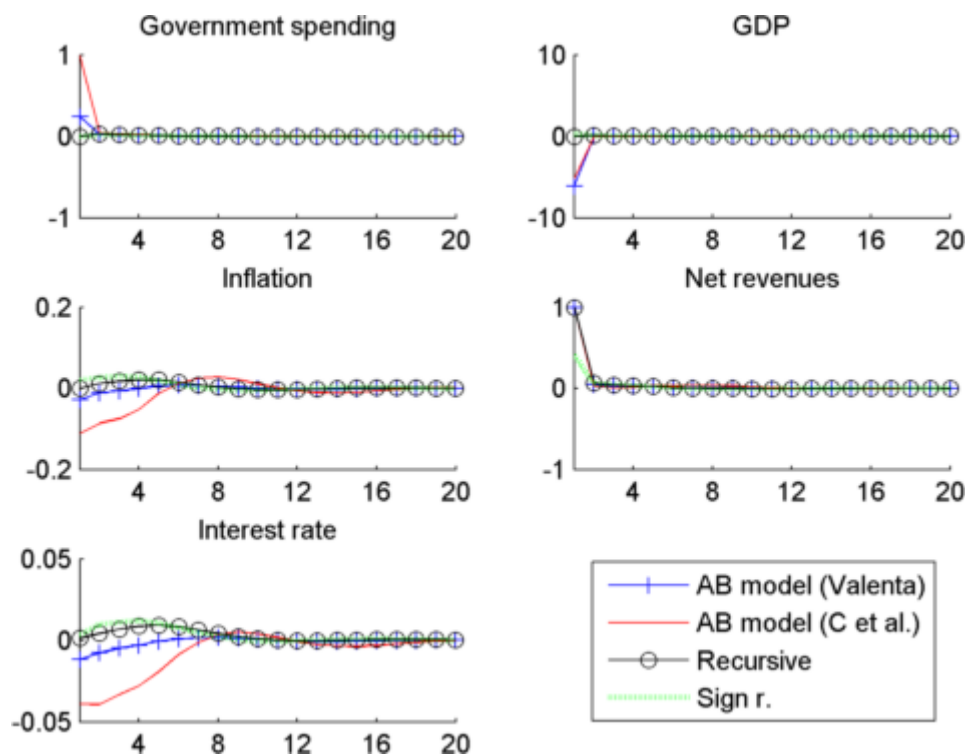 Government spending
GDP
1
0
-1
4 8 12 16 20
10
0
-10
4 8 12 16 20
Inflation
Net revenues
0.2
0
-0.2
4 8 12 16 20
1
0
-1
4 8 12 16 20
Interest rate
0.05
0
-0.05
4 8 12 16 20
AB model (Valenta)
AB model (C et al.)
Recursive
Sign r.